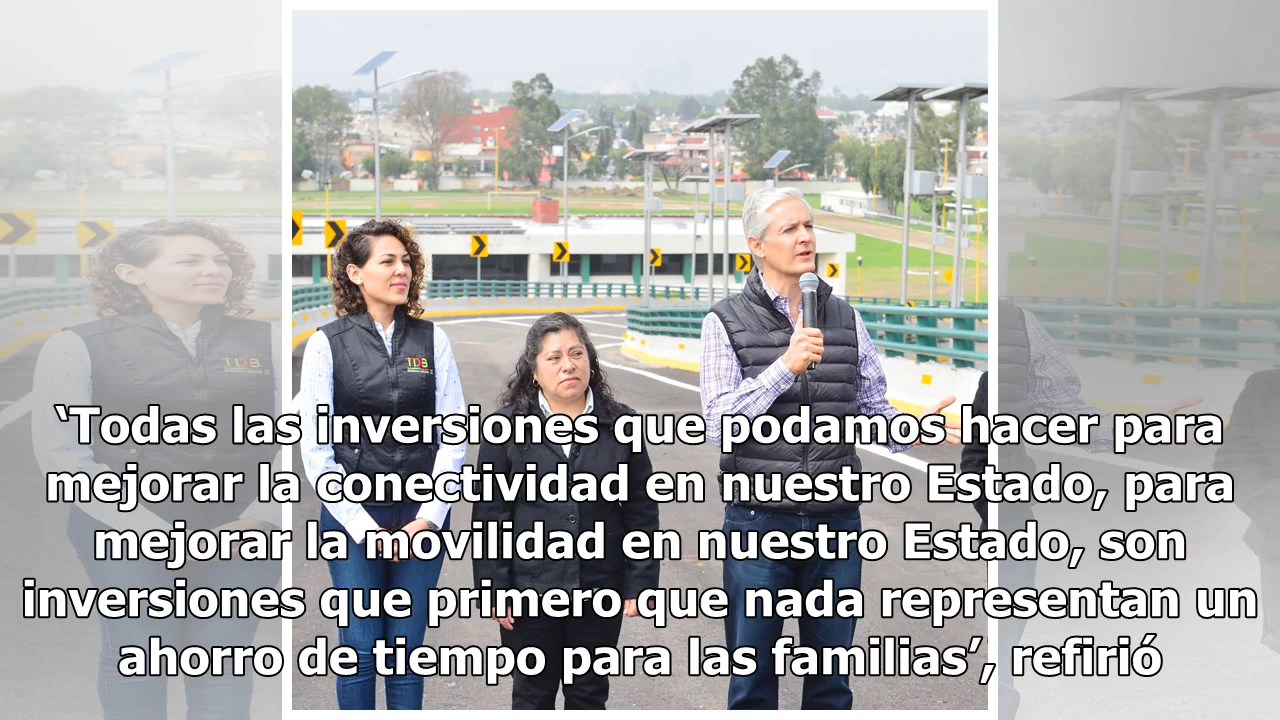 TDB
‘Todas las inversiones que podamos hacer para
mejorar la conectividad en nuestro Estado, para
mejorar la movilidad en nuestro Estado, son
inversiones que primero que nada representan un
ahorro de tiempo para las familias’, refirió